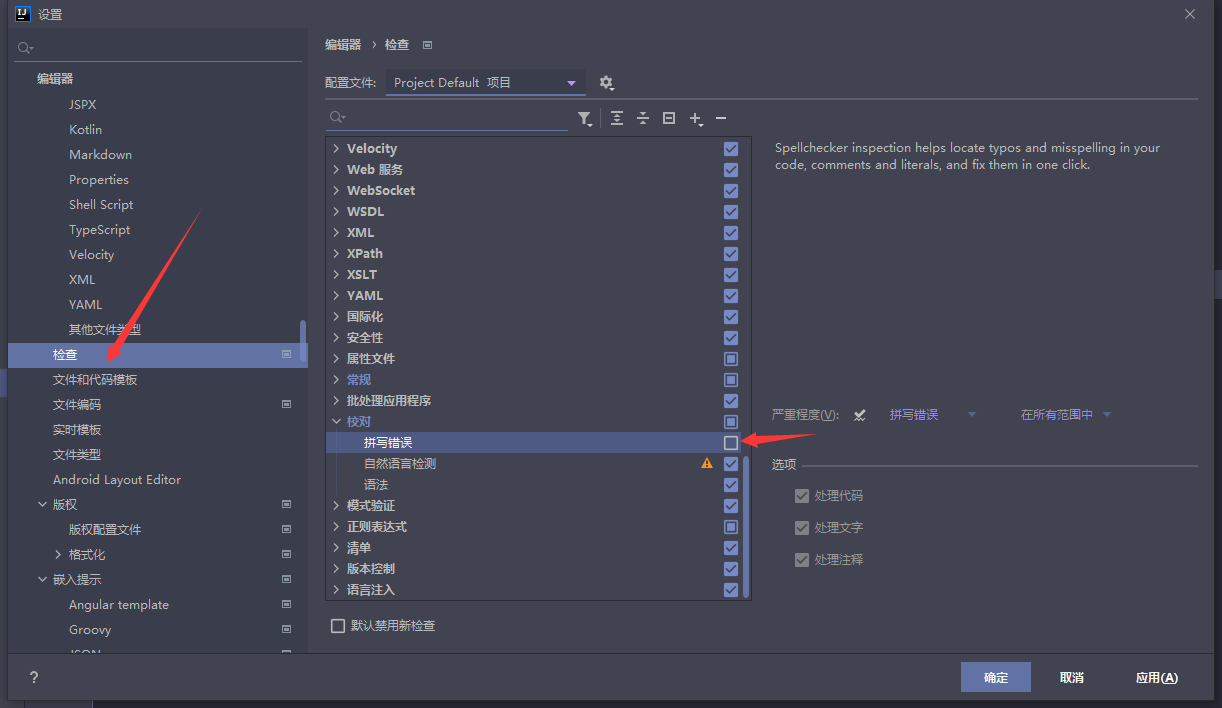 设置
编辑器
JSPX
Kotlin
Markdown
Properties
Shell Script
TypeScript
Velocity
XML
YAML
其他文件类型
检查
文件和代码模板
文件编码
实时模板
文件类型
Android Layout Editor
版权
版权配置文件
格式化
嵌入提示
Angular template
Groovy
JSON
编辑器 › 检查
配置文件: Project Default 项目
Velocity
Web 服务
WebSocket
WSDL
XML
XPath
XSLT
YAML
国际化
安全性
属性文件
常规
批处理应用程序
校对
拼写错误
自然语言检测
语法
模式验证
正则表达式
清单
版本控制
语言注入
默认禁用新检查
Spellchecker inspection helps locate typos and misspelling in your
code, comments and literals, and fix them in one click.
严重程度(V): 拼写错误 在所有范围中
选项
处理代码
处理文字
处理注释
? 确定 取消 应用(A)